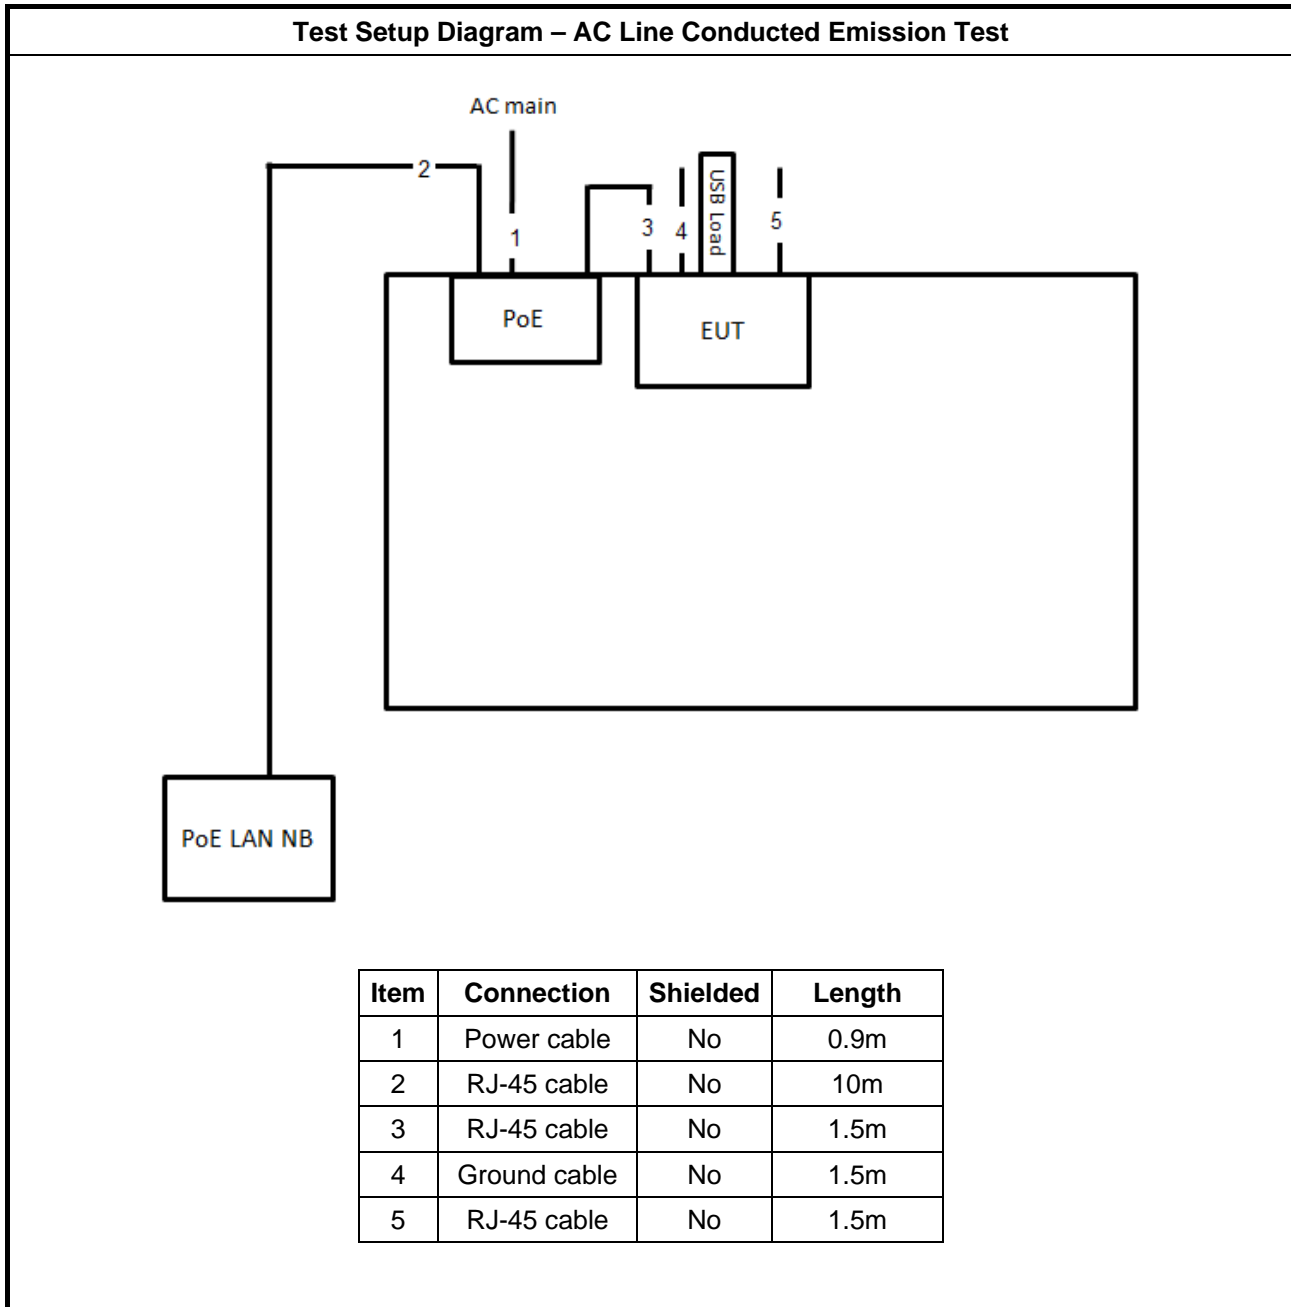 Test Setup Diagram – AC Line Conducted Emission Test
AC main
2
1
3
4
USB Load
5
PoE
EUT
PoE LAN NB
Item Connection Shielded Length
1 Power cable No 0.9m
2 RJ-45 cable No 10m
3 RJ-45 cable No 1.5m
4 Ground cable No 1.5m
5 RJ-45 cable No 1.5m